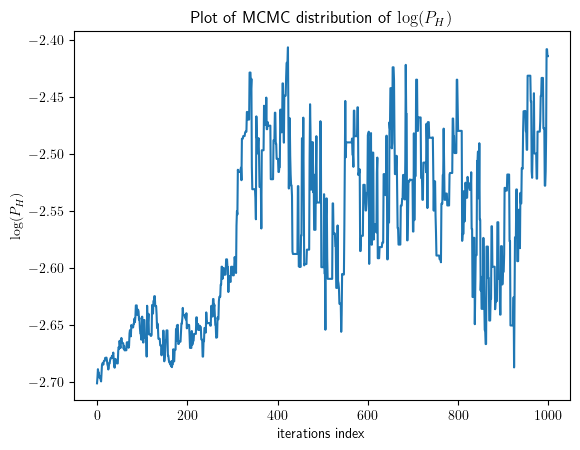 Plot of MCMC distribution of log(P_H)
−2.40
−2.45
−2.50
−2.55
−2.60
−2.65
−2.70
log(P_H)
0 200 400 600 800 1000
iterations index